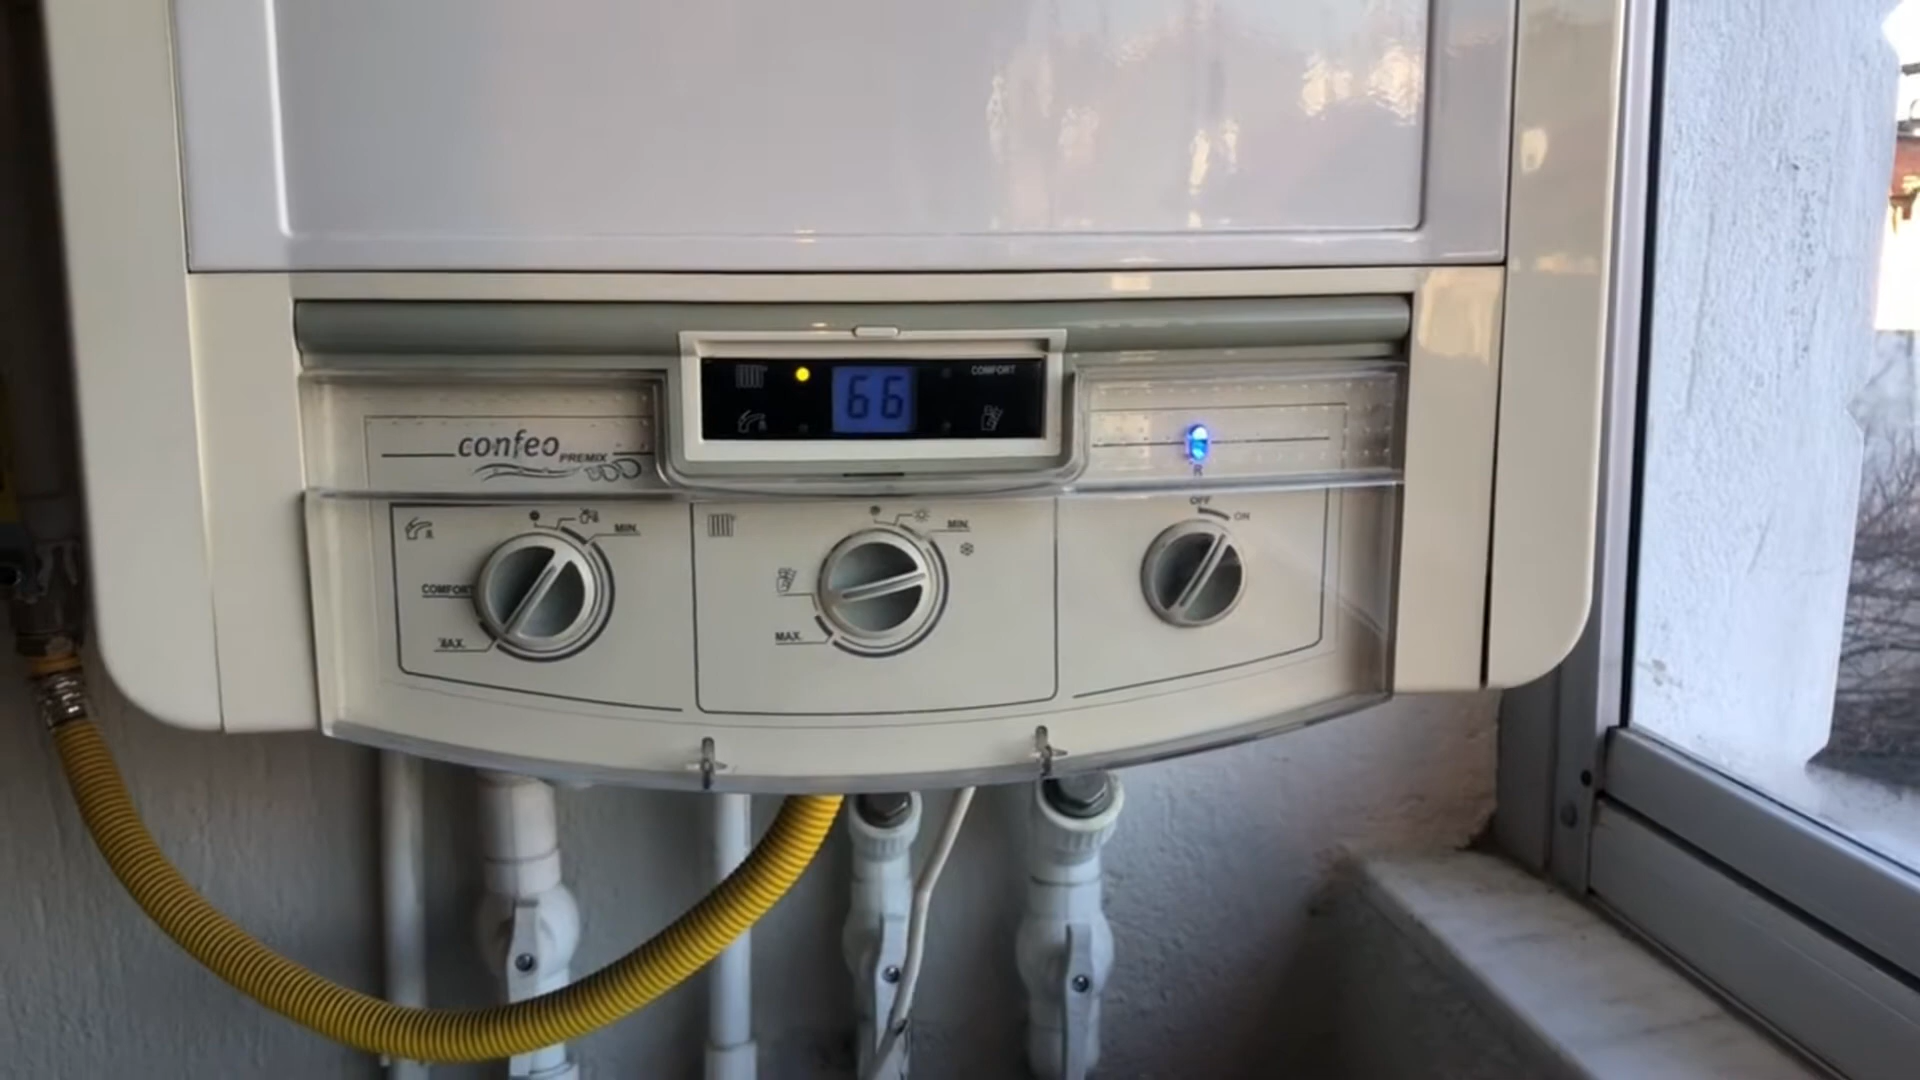 COMFORT
66
confeo
PREMIX
R
OFF
ON
MIN.
MIN.
COMFORT
MAX.
MAX.